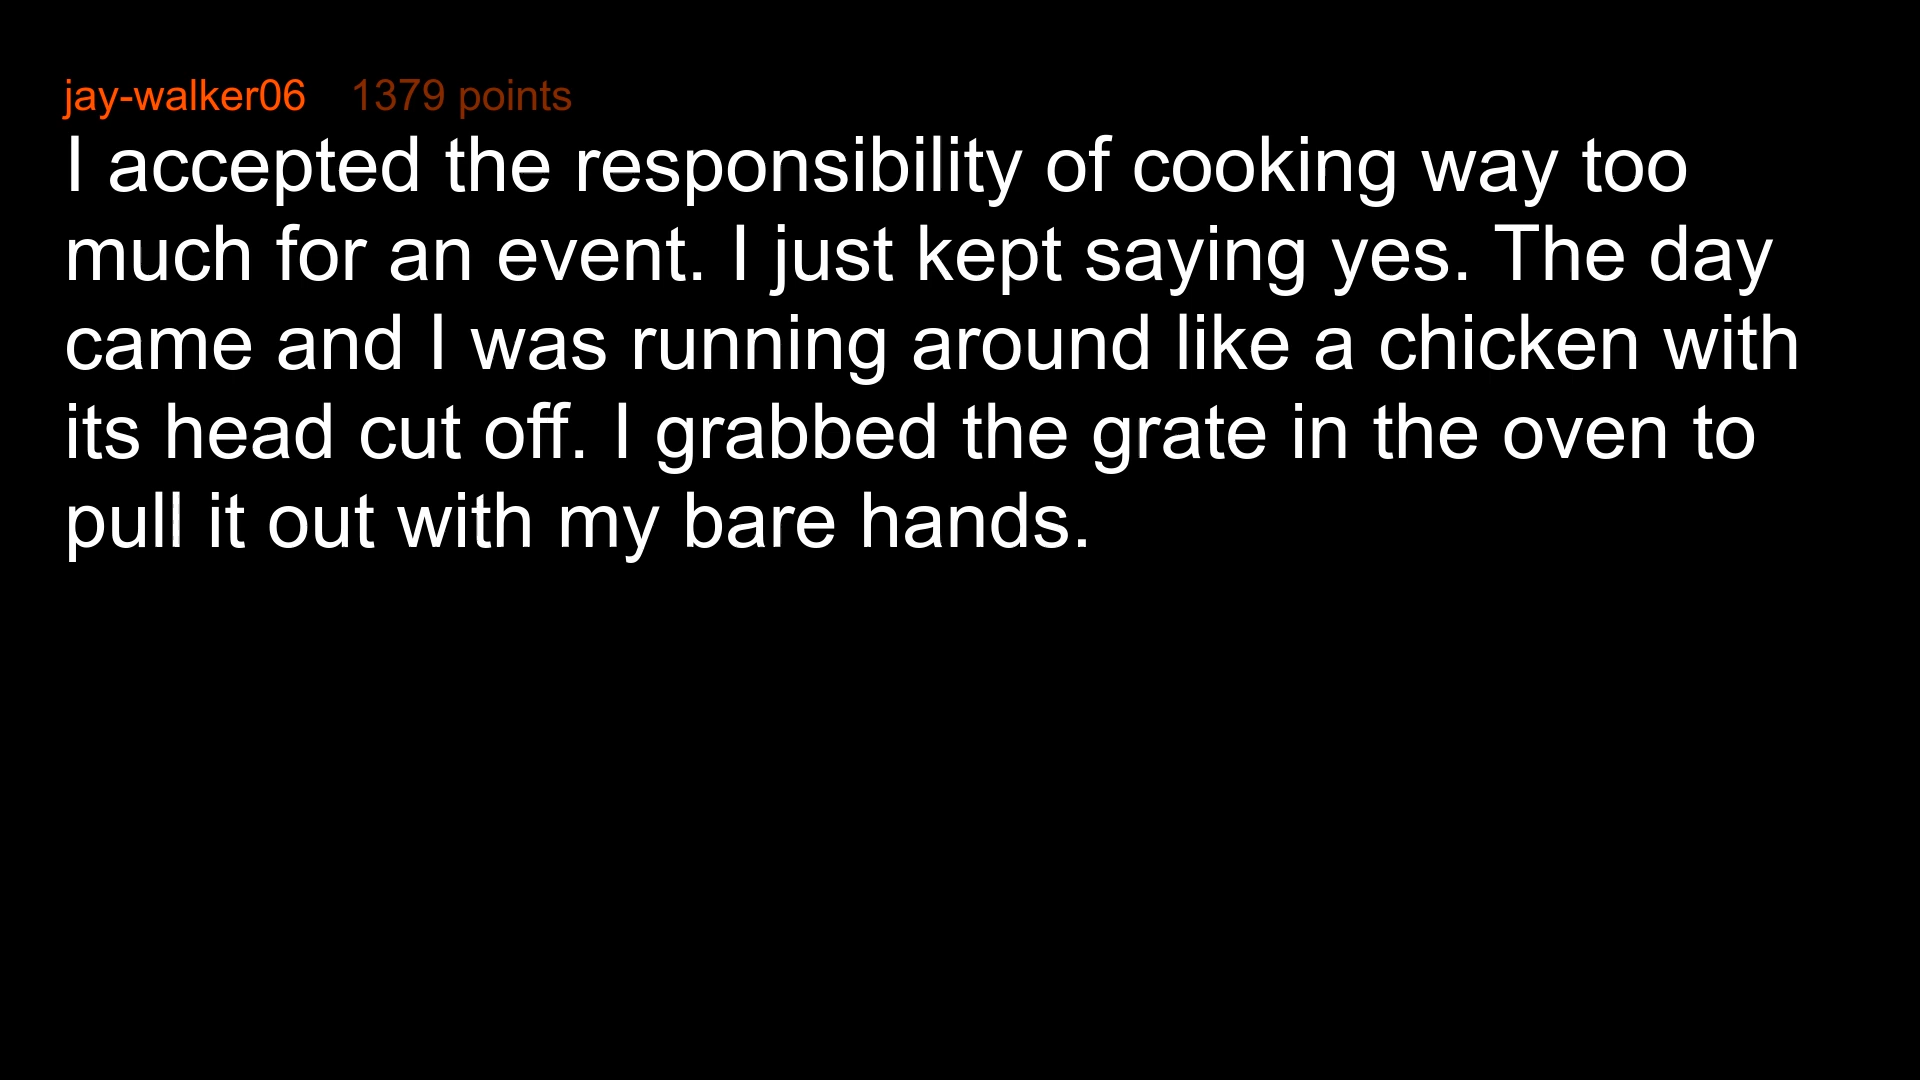 jay-walker06 1379 points
I accepted the responsibility of cooking way too
much for an event. I just kept saying yes. The day
came and I was running around like a chicken with
its head cut off. I grabbed the grate in the oven to
pull it out with my bare hands.